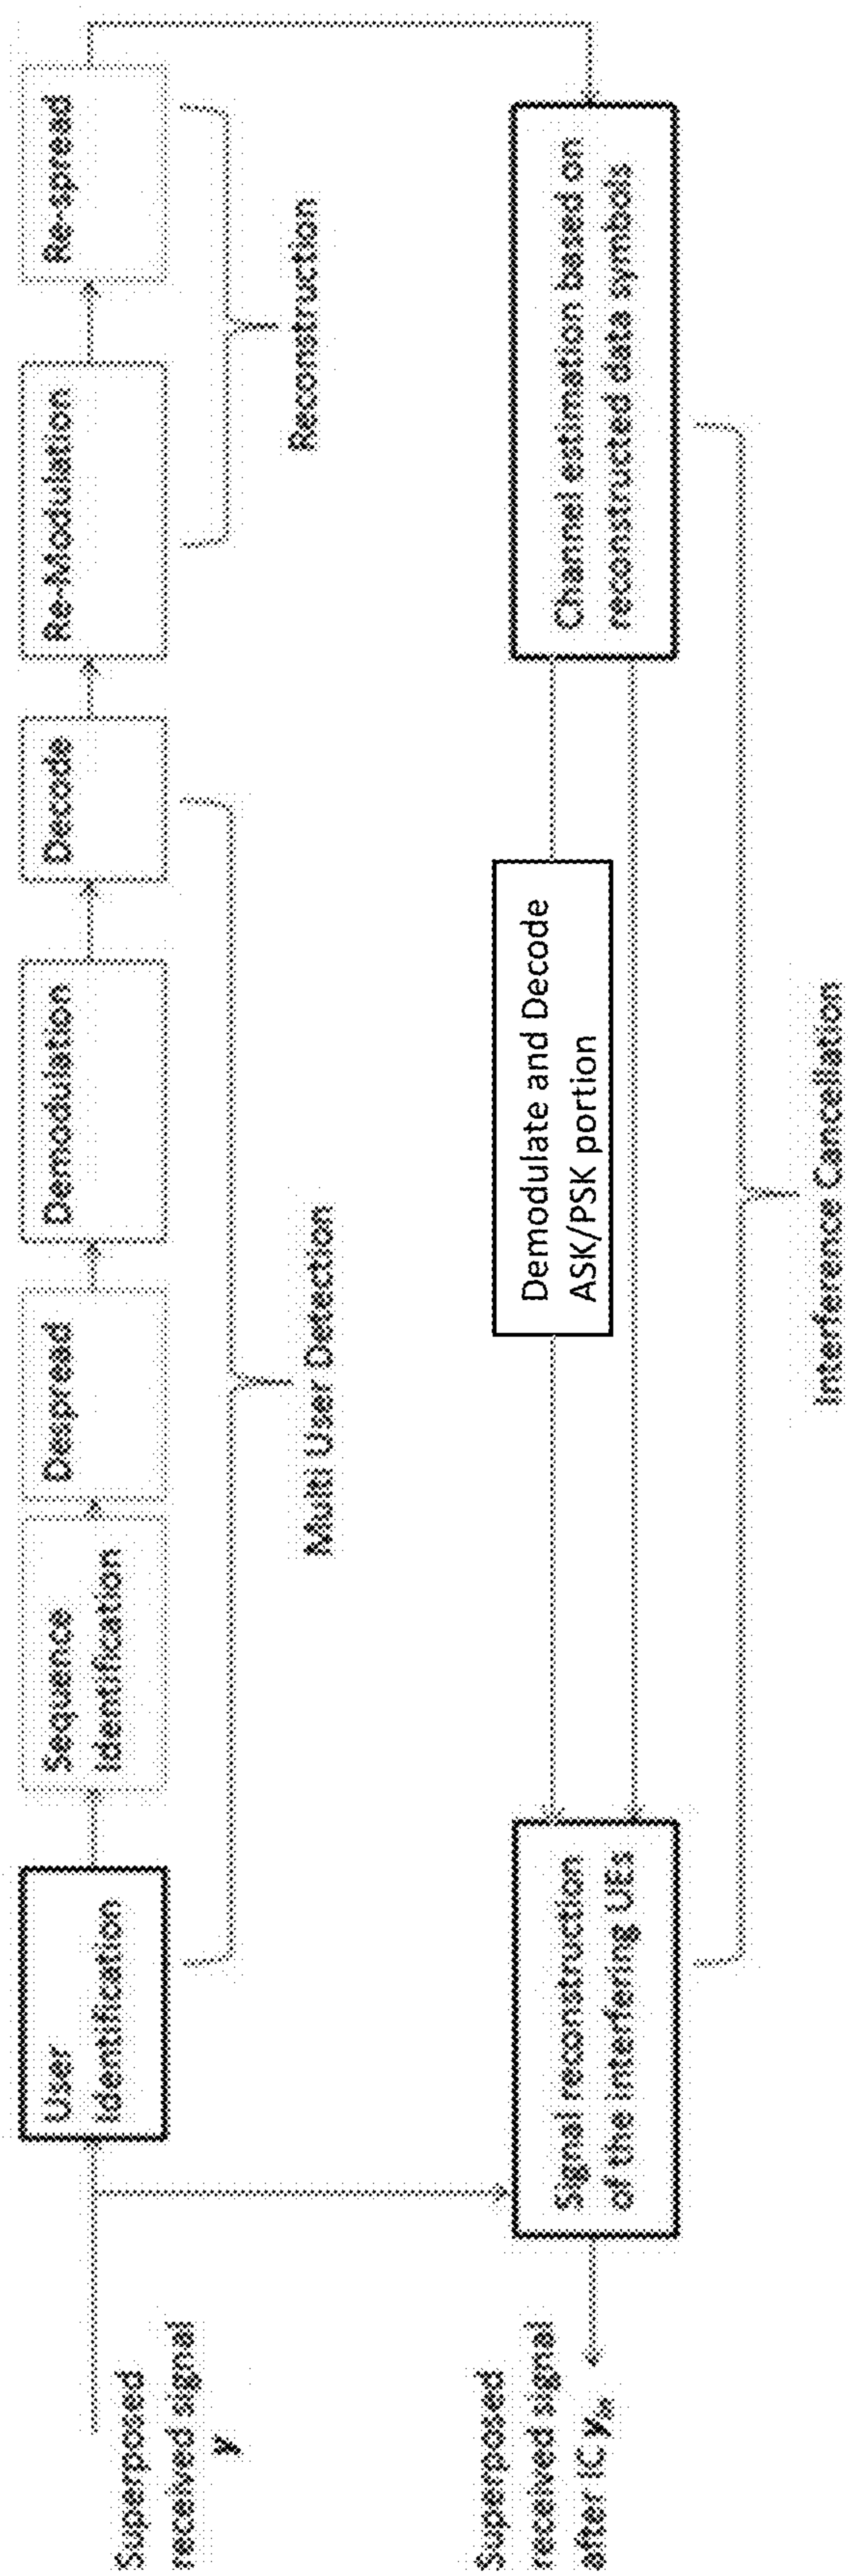 Superposed
received signal
y
User
Identification
Sequence
Identification
Despread
Demodulation
Decode
Re-Modulation
Re-spread
Multi User Detection
Reconstruction
Superposed
received signal
after IC y
Signal reconstruction
of the interfering UEs
Demodulate and Decode
ASK/PSK portion
Channel estimation based on
reconstructed data symbols
Interference Cancellation